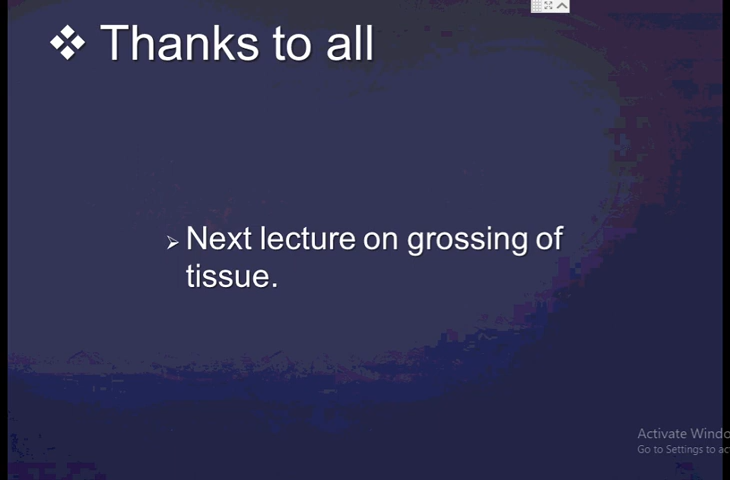 ❖ Thanks to all
➢ Next lecture on grossing of
tissue.
Activate Windo
Go to Settings to ac